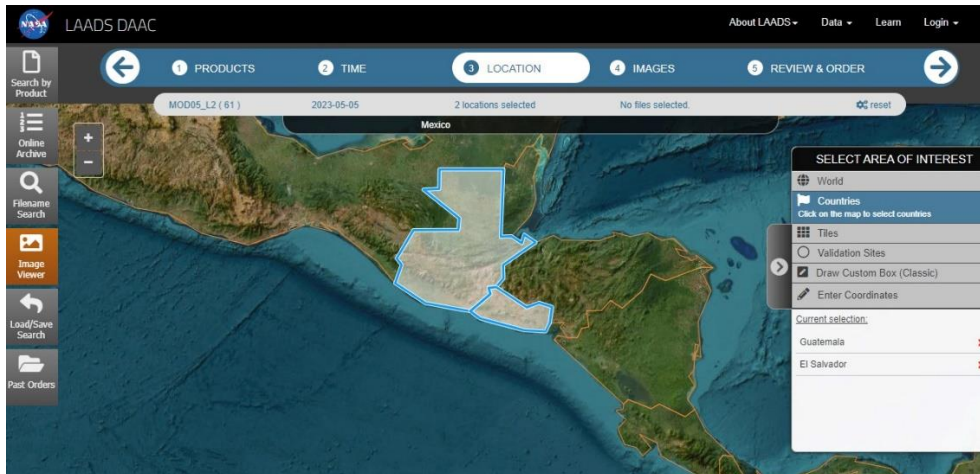 NASA
LAADS DAAC
About LAADS
Data
Learn
Login
Search by
Product
Online
Archive
Filename
Search
Image
Viewer
Load/Save
Search
Past Orders
1 PRODUCTS
2 TIME
3 LOCATION
4 IMAGES
5 REVIEW & ORDER
MOD05_L2 ( 61 )
2023-05-05
2 locations selected
No files selected.
reset
Mexico
+
−
SELECT AREA OF INTEREST
World
Countries
Click on the map to select countries
Tiles
Validation Sites
Draw Custom Box (Classic)
Enter Coordinates
Current selection:
Guatemala
El Salvador